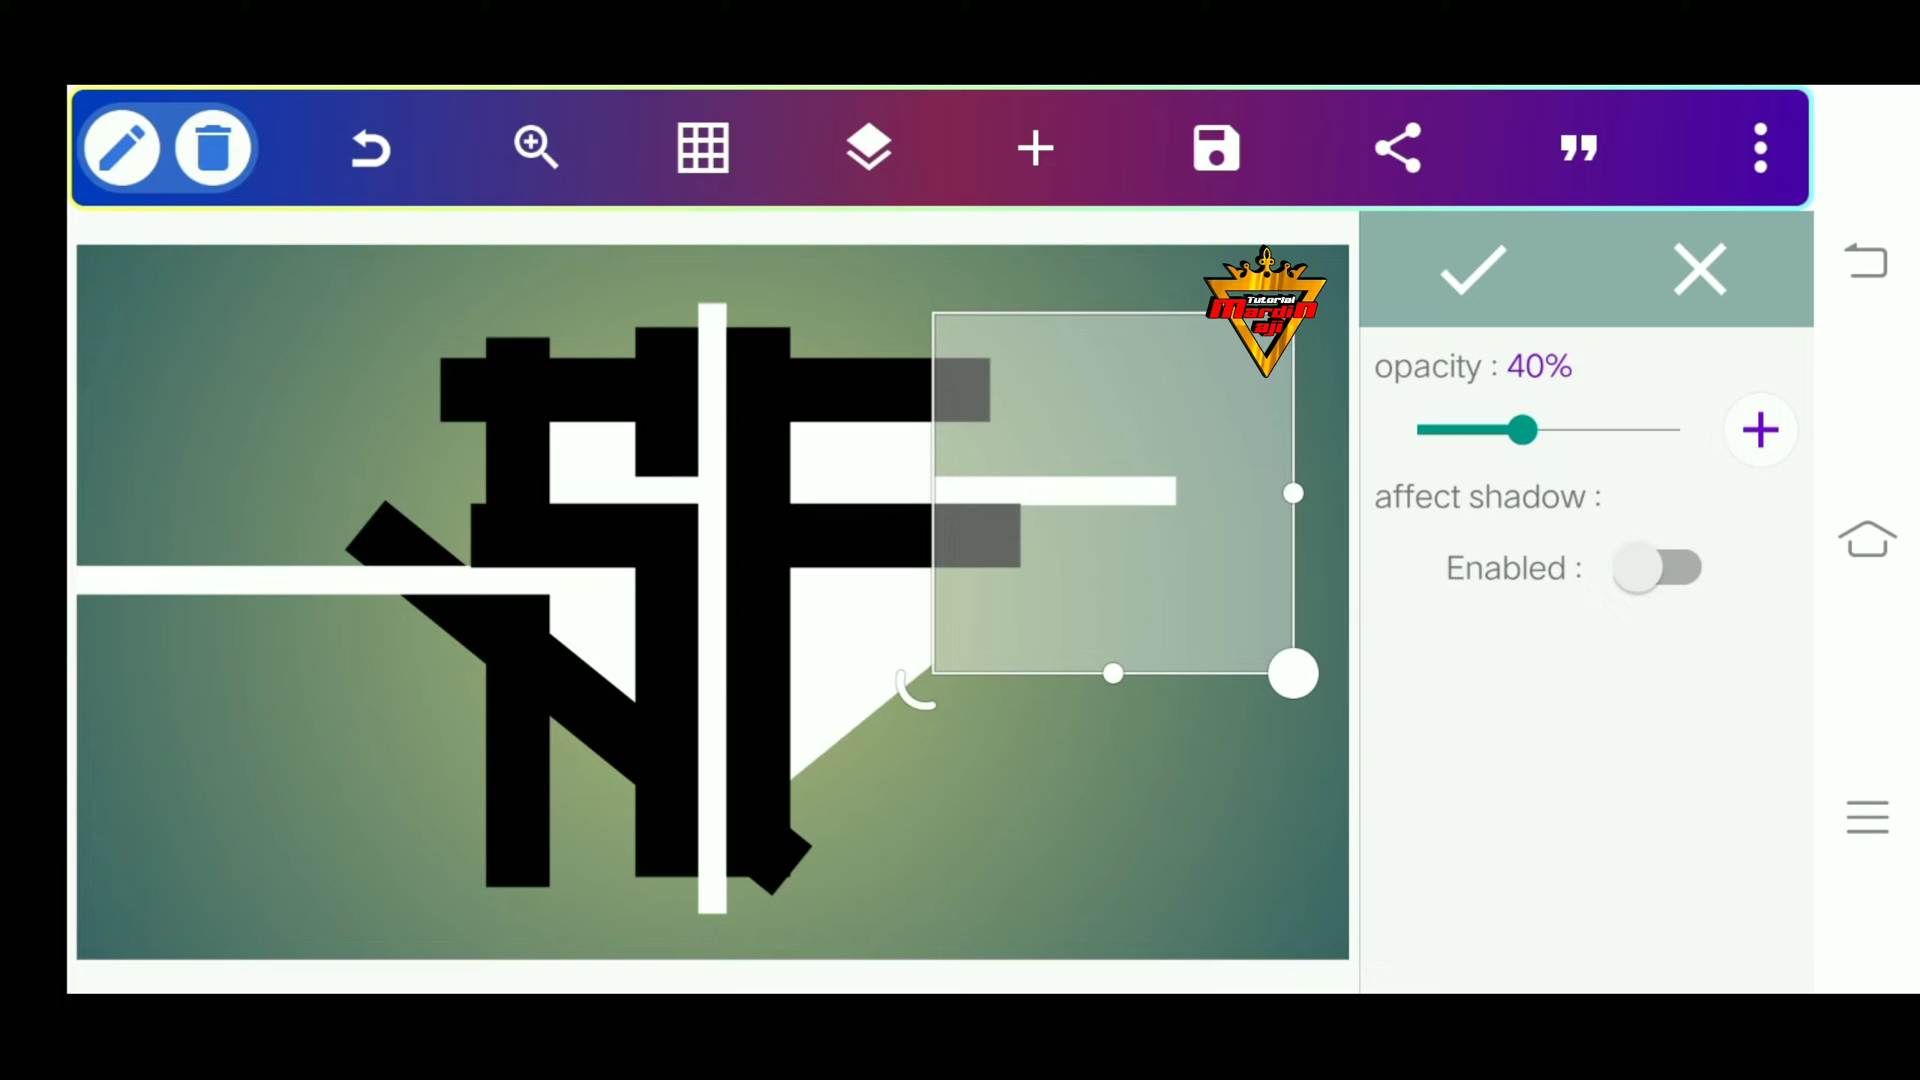 Tutorial
Mardin
aji
opacity : 40%
affect shadow :
Enabled :